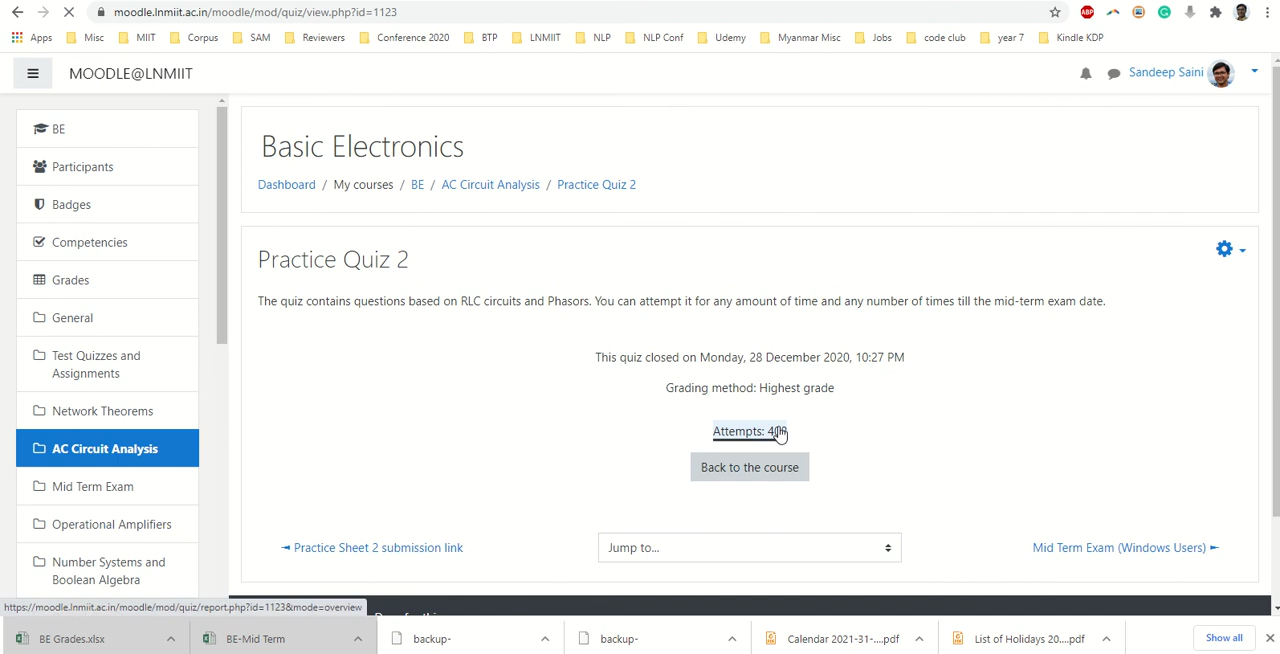 moodle.lnmiit.ac.in/moodle/mod/quiz/view.php?id=1123
ABP
Apps Misc MIIT Corpus SAM Reviewers Conference 2020 BTP LNMIIT NLP NLP Conf Udemy Myanmar Misc Jobs code club year 7 Kindle KDP
MOODLE@LNMIIT
Sandeep Saini
BE
Participants
Badges
Competencies
Grades
General
Test Quizzes and
Assignments
Network Theorems
AC Circuit Analysis
Mid Term Exam
Operational Amplifiers
Number Systems and
Boolean Algebra
Basic Electronics
Dashboard / My courses / BE / AC Circuit Analysis / Practice Quiz 2
Practice Quiz 2
The quiz contains questions based on RLC circuits and Phasors. You can attempt it for any amount of time and any number of times till the mid-term exam date.
This quiz closed on Monday, 28 December 2020, 10:27 PM
Grading method: Highest grade
Attempts:
Back to the course
◄ Practice Sheet 2 submission link
Jump to...
Mid Term Exam (Windows Users) ►
https://moodle.lnmiit.ac.in/moodle/mod/quiz/report.php?id=1123&mode=overview
BE Grades.xlsx
BE-Mid Term
backup-
backup-
Calendar 2021-31-....pdf
List of Holidays 20....pdf
Show all